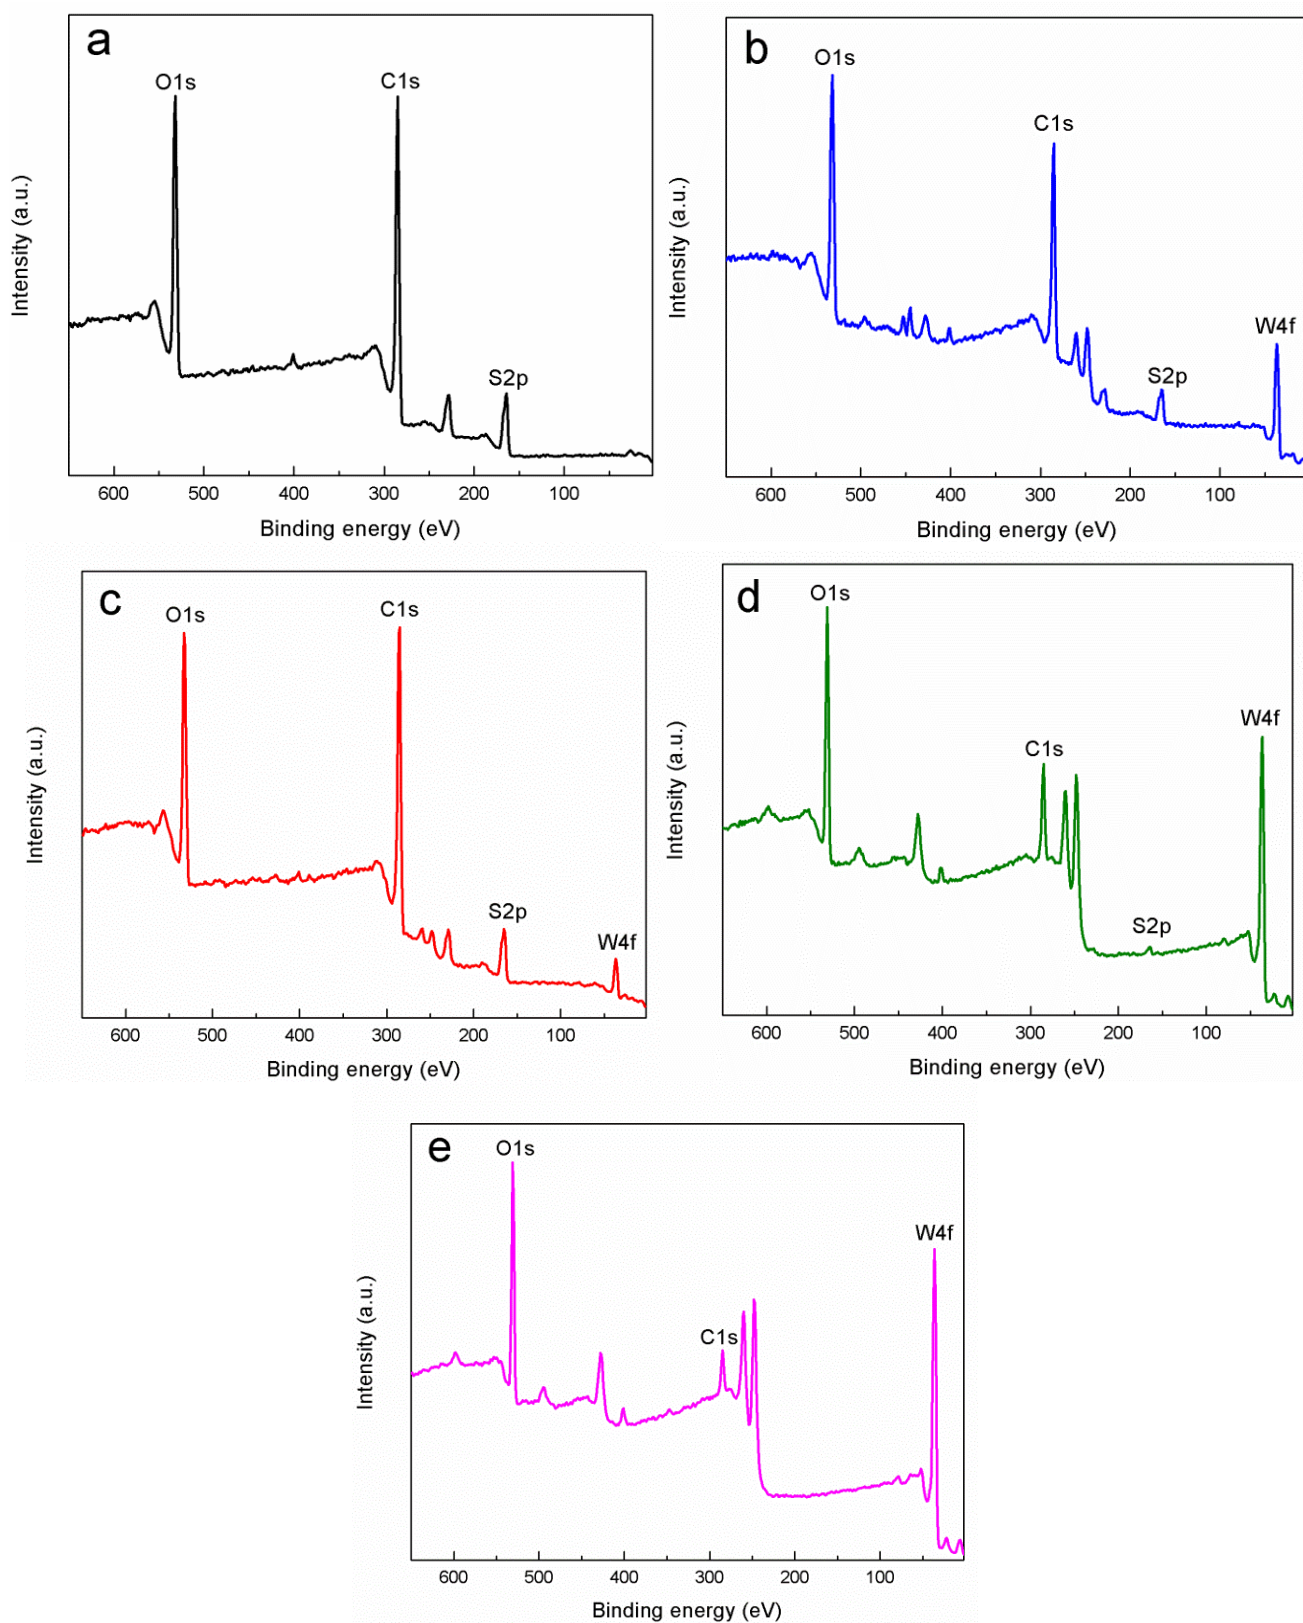 a
O1s
C1s
S2p
Intensity (a.u.)
600 500 400 300 200 100
Binding energy (eV)
b
O1s
C1s
S2p
W4f
Intensity (a.u.)
600 500 400 300 200 100
Binding energy (eV)
c
O1s
C1s
S2p
W4f
Intensity (a.u.)
600 500 400 300 200 100
Binding energy (eV)
d
O1s
C1s
S2p
W4f
Intensity (a.u.)
600 500 400 300 200 100
Binding energy (eV)
e
O1s
C1s
W4f
Intensity (a.u.)
600 500 400 300 200 100
Binding energy (eV)